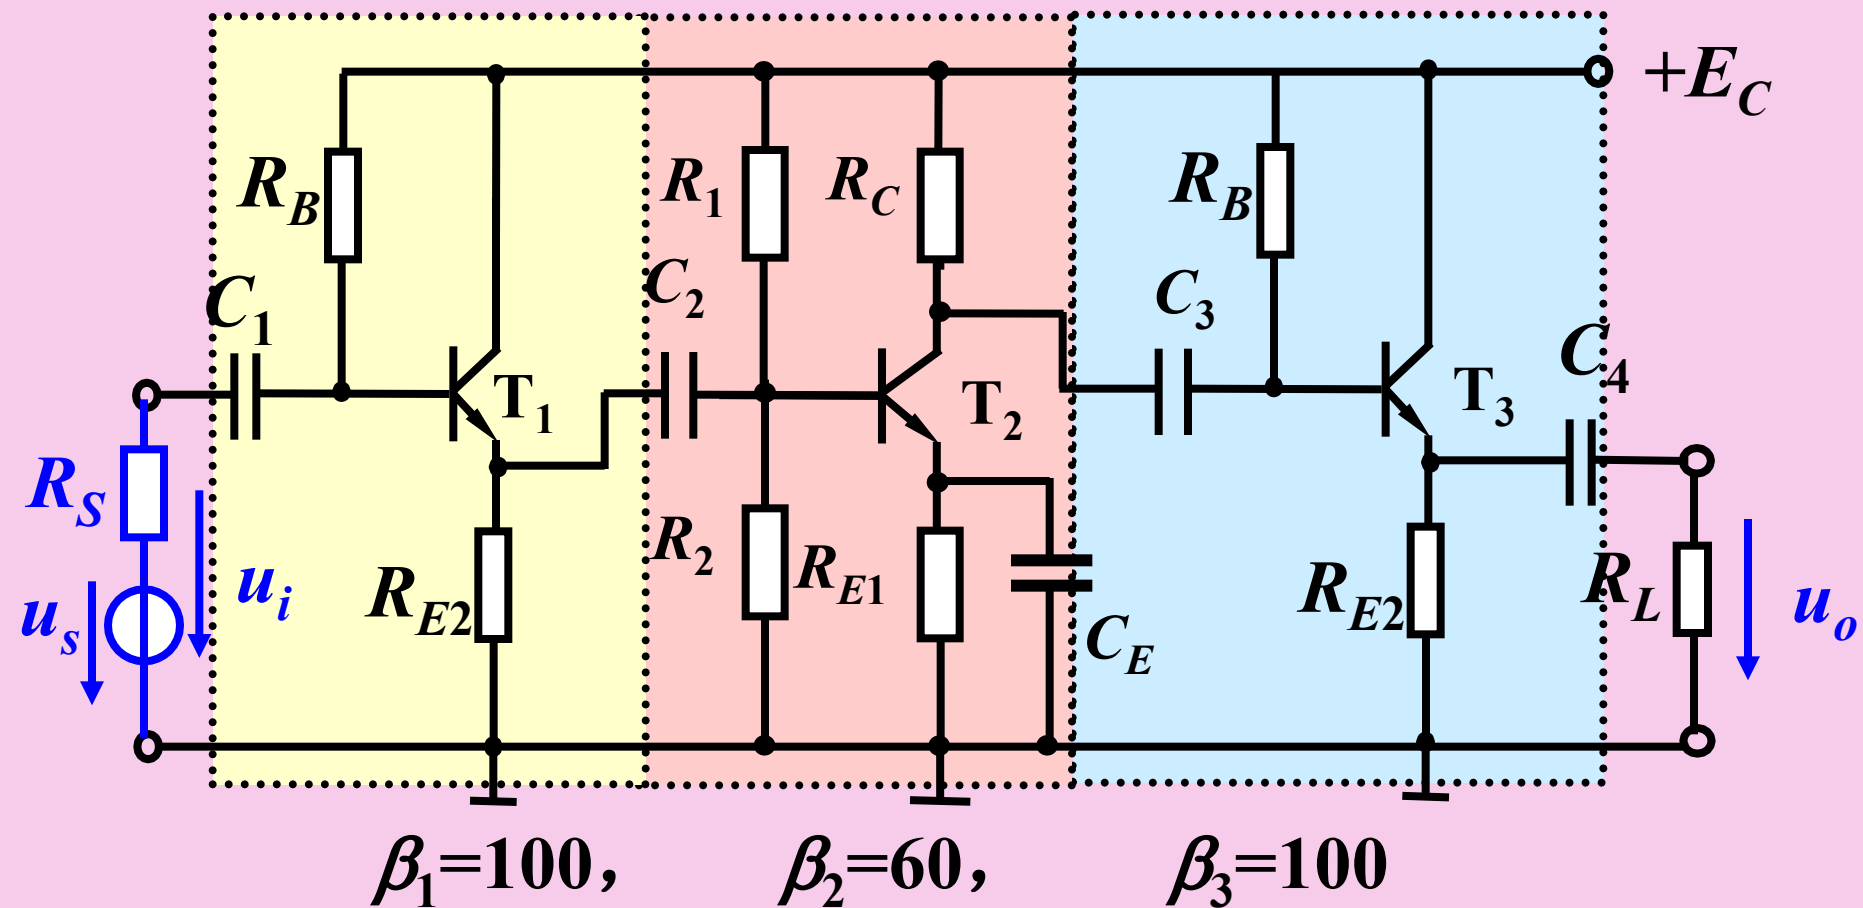 +E_C
R_B
R_1
R_C
R_B
C_1
C_2
C_3
C_4
T_1
T_2
T_3
R_S
u_s
u_i
R_E2
R_2
R_E1
C_E
R_E2
R_L
u_o
β_1=100, β_2=60, β_3=100